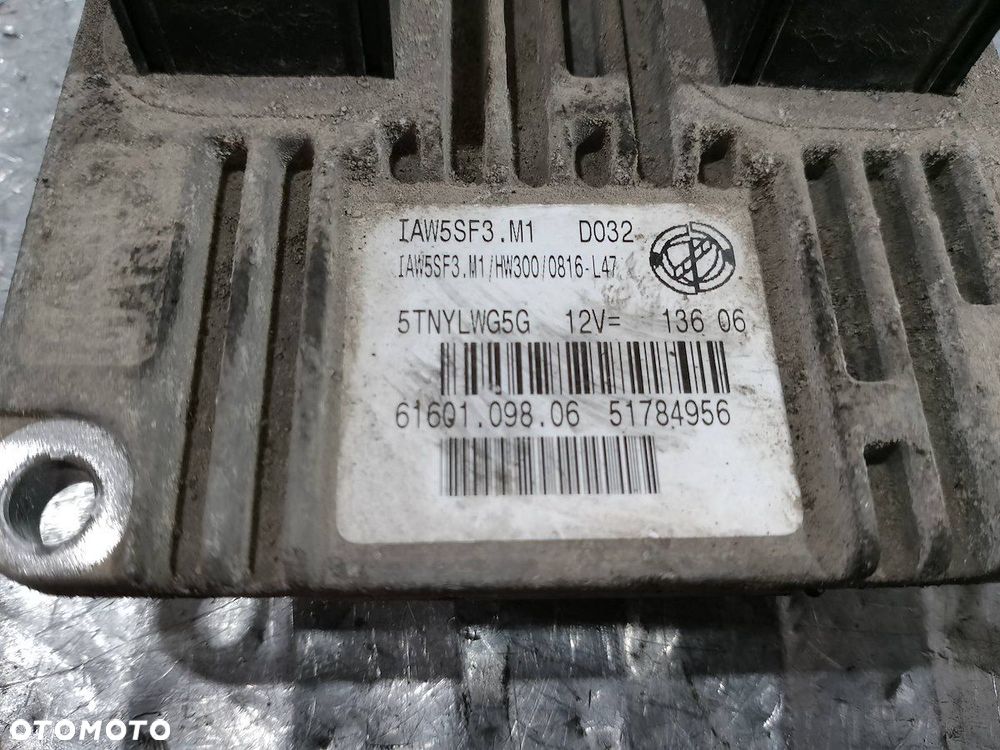 IAW5SF3.M1 D032
IAW5SF3.M1/HW300/0816-L47
5TNYLWG5G 12V= 136 06
61601.098.06 51784956
OTOMOTO